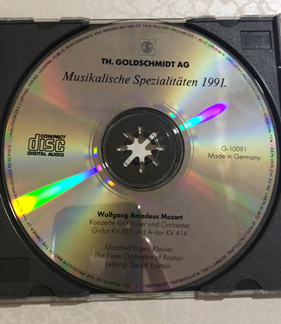 TH. GOLDSCHMIDT AG
Musikalische Spezialitäten 1991.
COMPACT
disc
DIGITAL AUDIO
G-10091
Made in Germany
Wolfgang Amadeus Mozart
Konzerte für Klavier und Orchester
G-dur KV 453 und A-dur KV 414
Manfred Klavier
The New Orchestra of Boston
Leitung: David Epstein